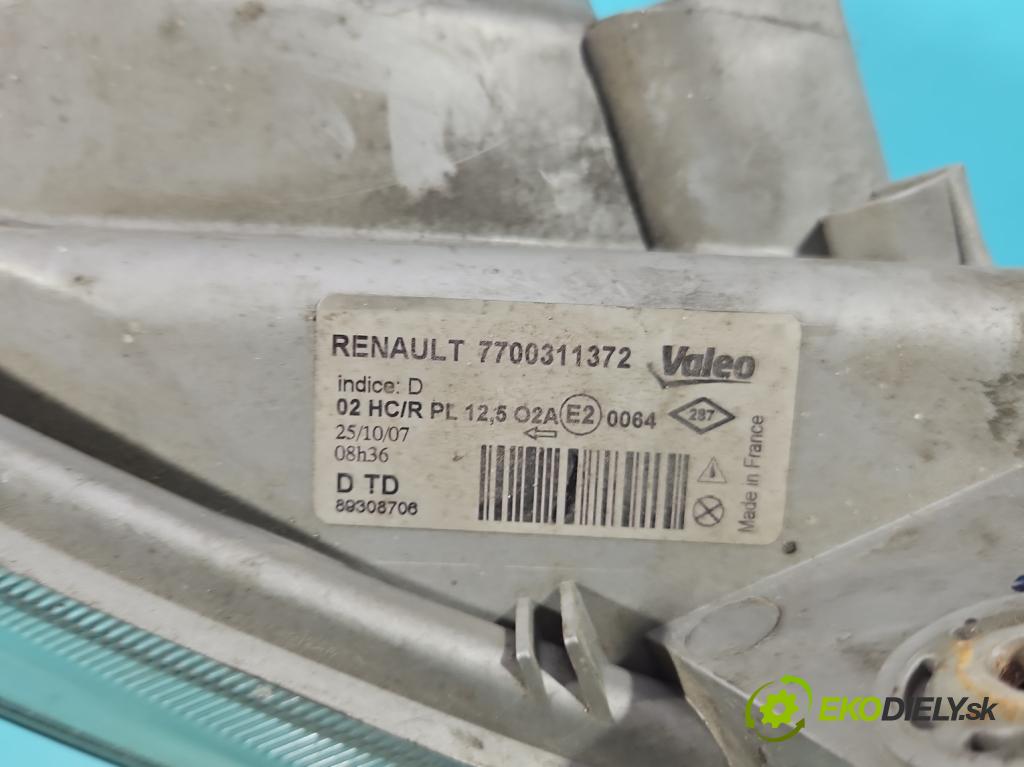 RENAULT 7700311372 Valeo
indice: D
02 HC/R PL 12,5 O2A E2 0064 287
25/10/07
08h36
D TD
89308706
Made in France
EKODIELY.sk